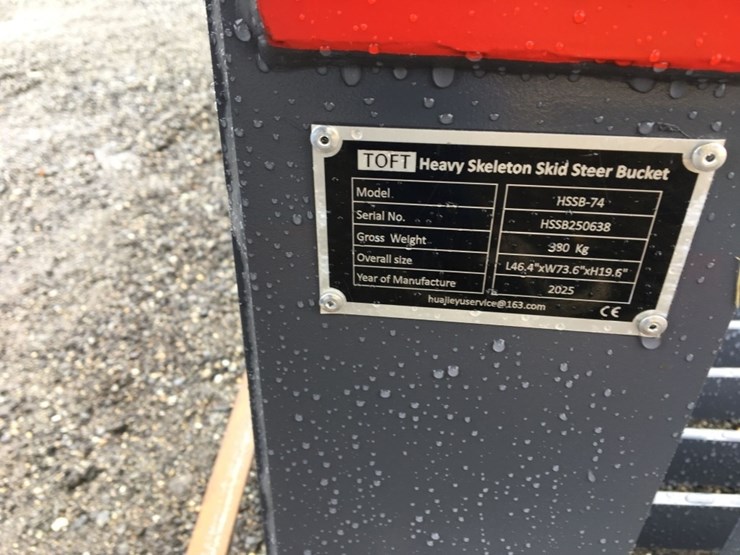 TOFT Heavy Skeleton Skid Steer Bucket
Model HSSB-74
Serial No. HSSB250638
Gross Weight 380 Kg
Overall size L46.4"xW73.6"xH19.6"
Year of Manufacture 2025
huajieyuservice@163.com CE